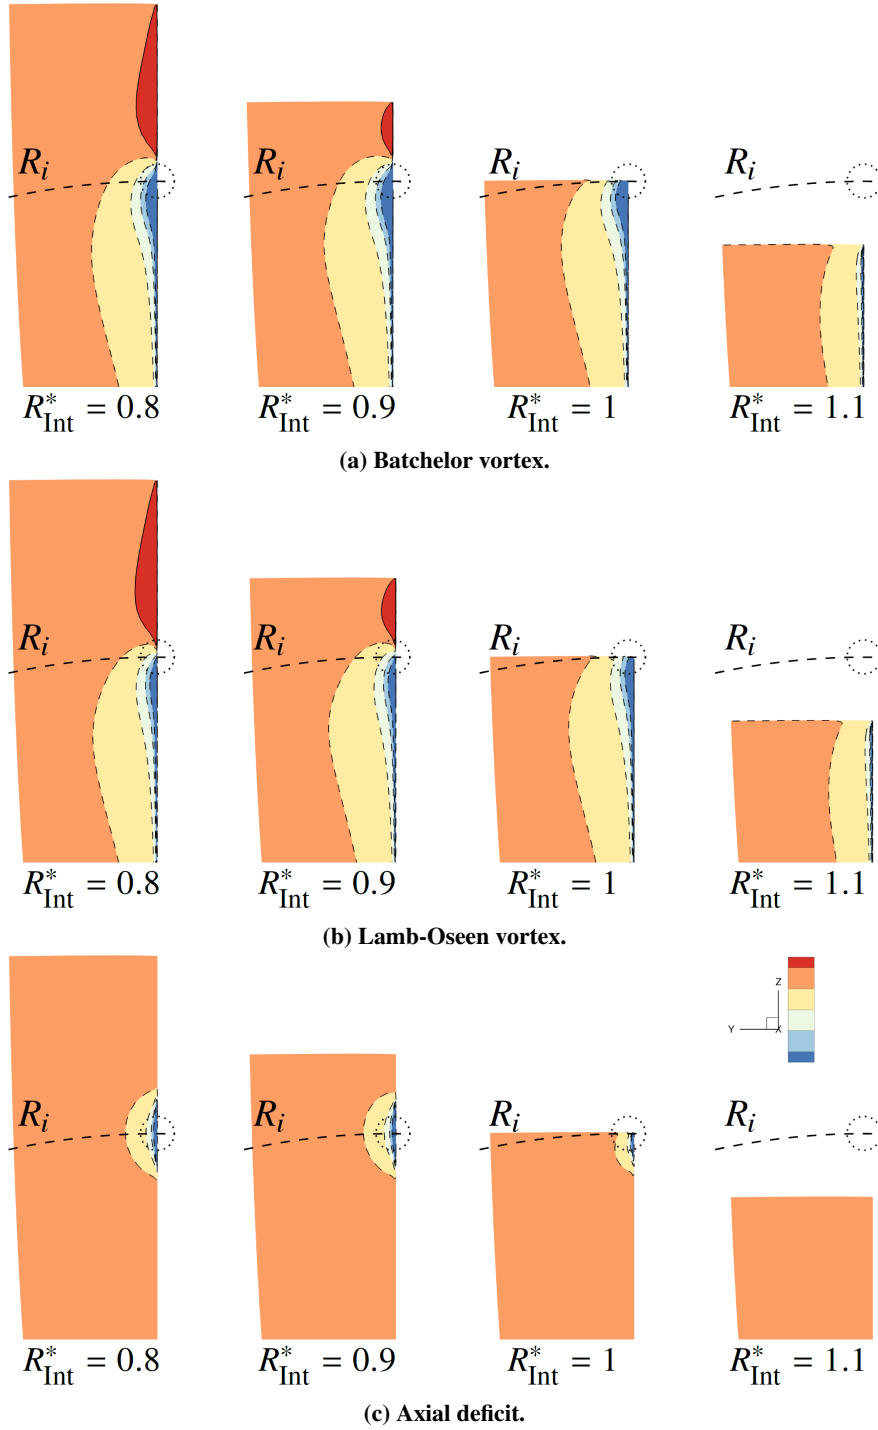 R_i R_i R_i R_i
R*_Int = 0.8 R*_Int = 0.9 R*_Int = 1 R*_Int = 1.1
(a) Batchelor vortex.
R_i R_i R_i R_i
R*_Int = 0.8 R*_Int = 0.9 R*_Int = 1 R*_Int = 1.1
(b) Lamb-Oseen vortex.
Z
Y X
R_i R_i R_i R_i
R*_Int = 0.8 R*_Int = 0.9 R*_Int = 1 R*_Int = 1.1
(c) Axial deficit.